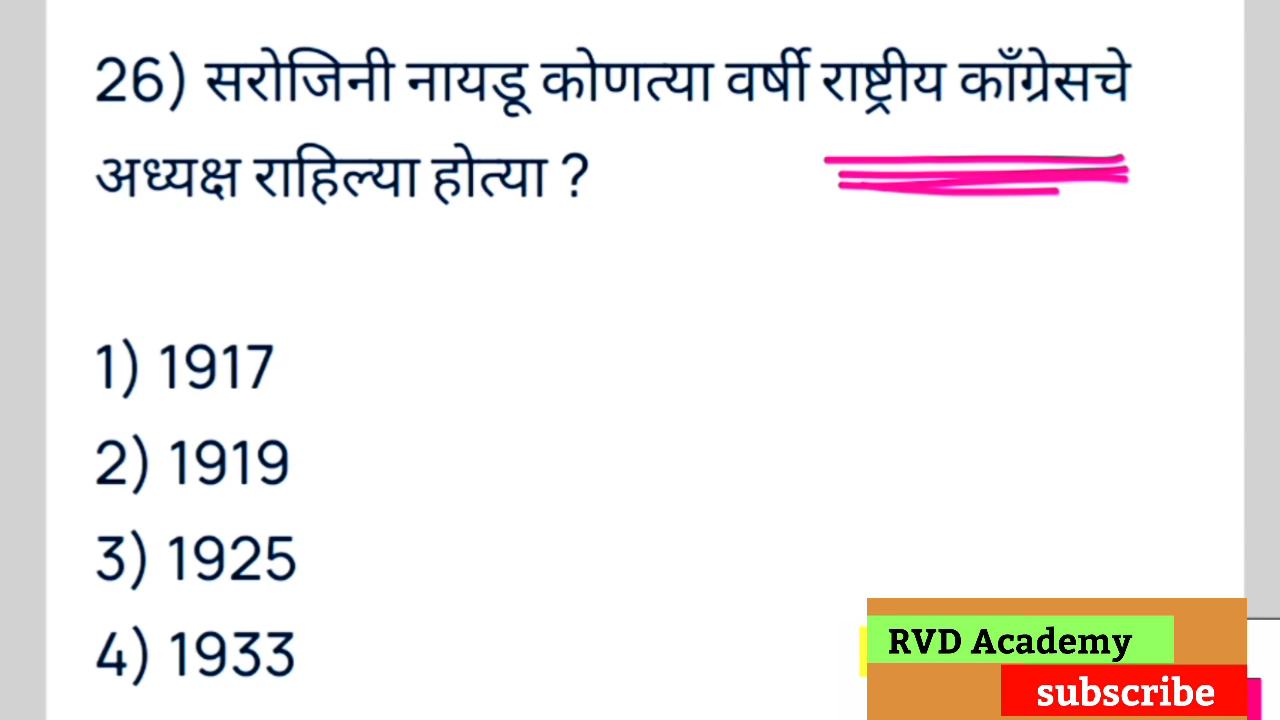 26) सरोजिनी नायडू कोणत्या वर्षी राष्ट्रीय काँग्रेसचे
अध्यक्ष राहिल्या होत्या ?
1) 1917
2) 1919
3) 1925
4) 1933
RVD Academy
subscribe